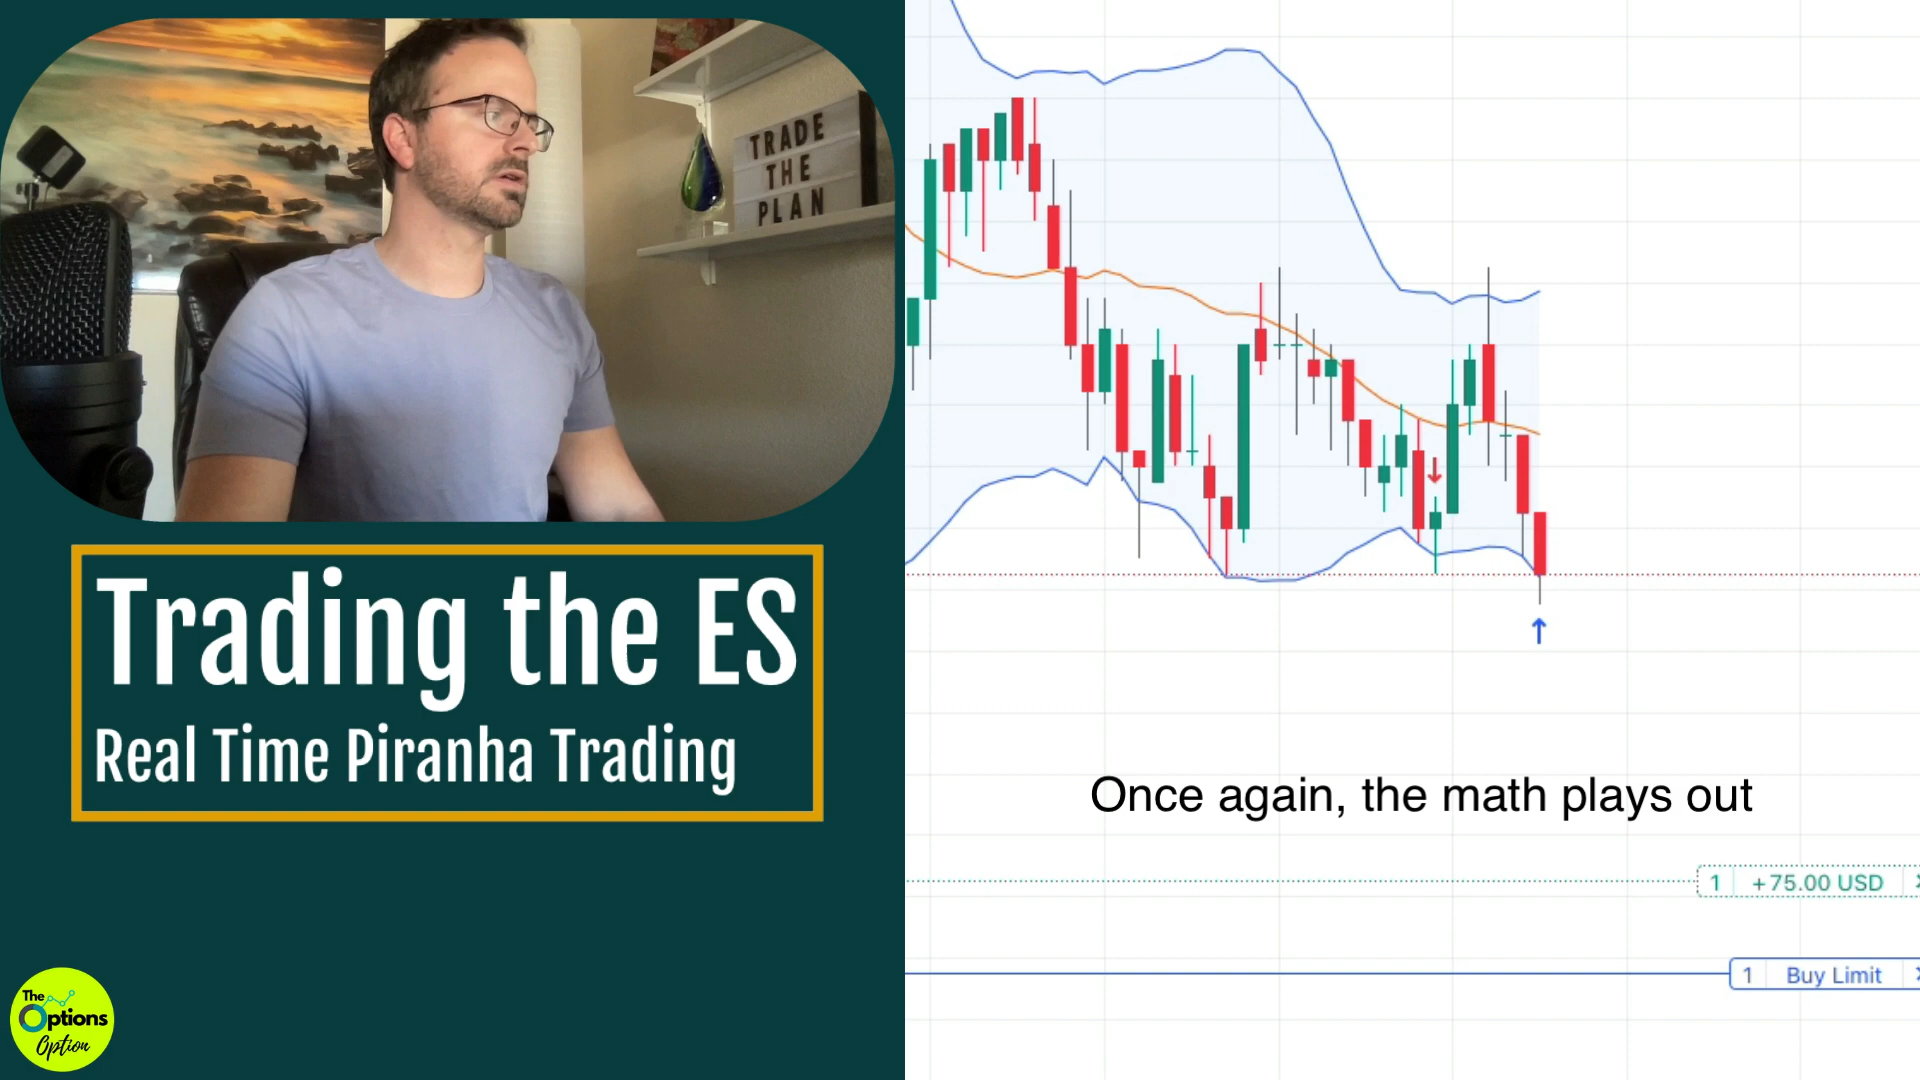 TRADE
THE
PLAN
Trading the ES
Real Time Piranha Trading
The
Options
Option
Once again, the math plays out
1 +75.00 USD
1 Buy Limit